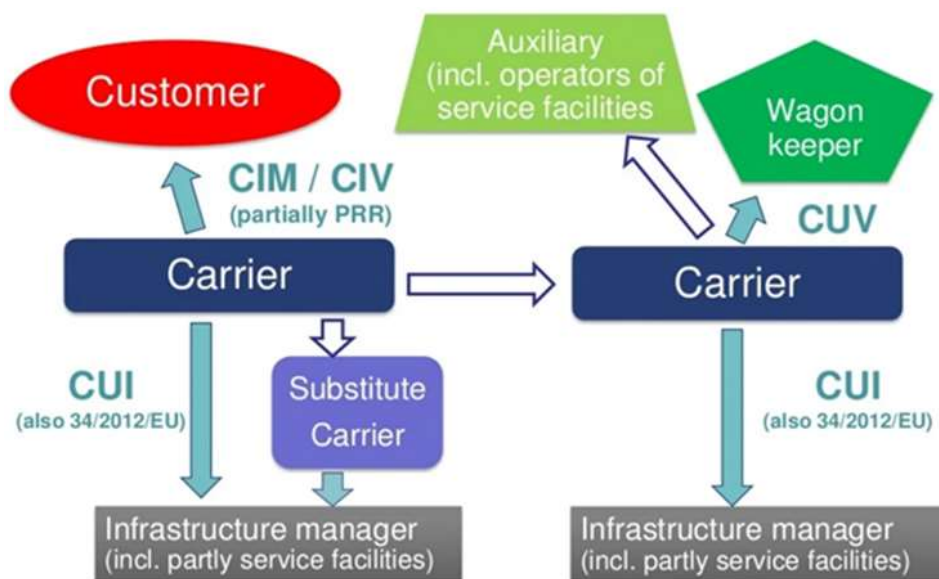 Customer
Auxiliary
(incl. operators of
service facilities
Wagon
keeper
CIM / CIV
(partially PRR)
CUV
Carrier
Carrier
CUI
(also 34/2012/EU)
Substitute
Carrier
CUI
(also 34/2012/EU)
Infrastructure manager
(incl. partly service facilities)
Infrastructure manager
(incl. partly service facilities)